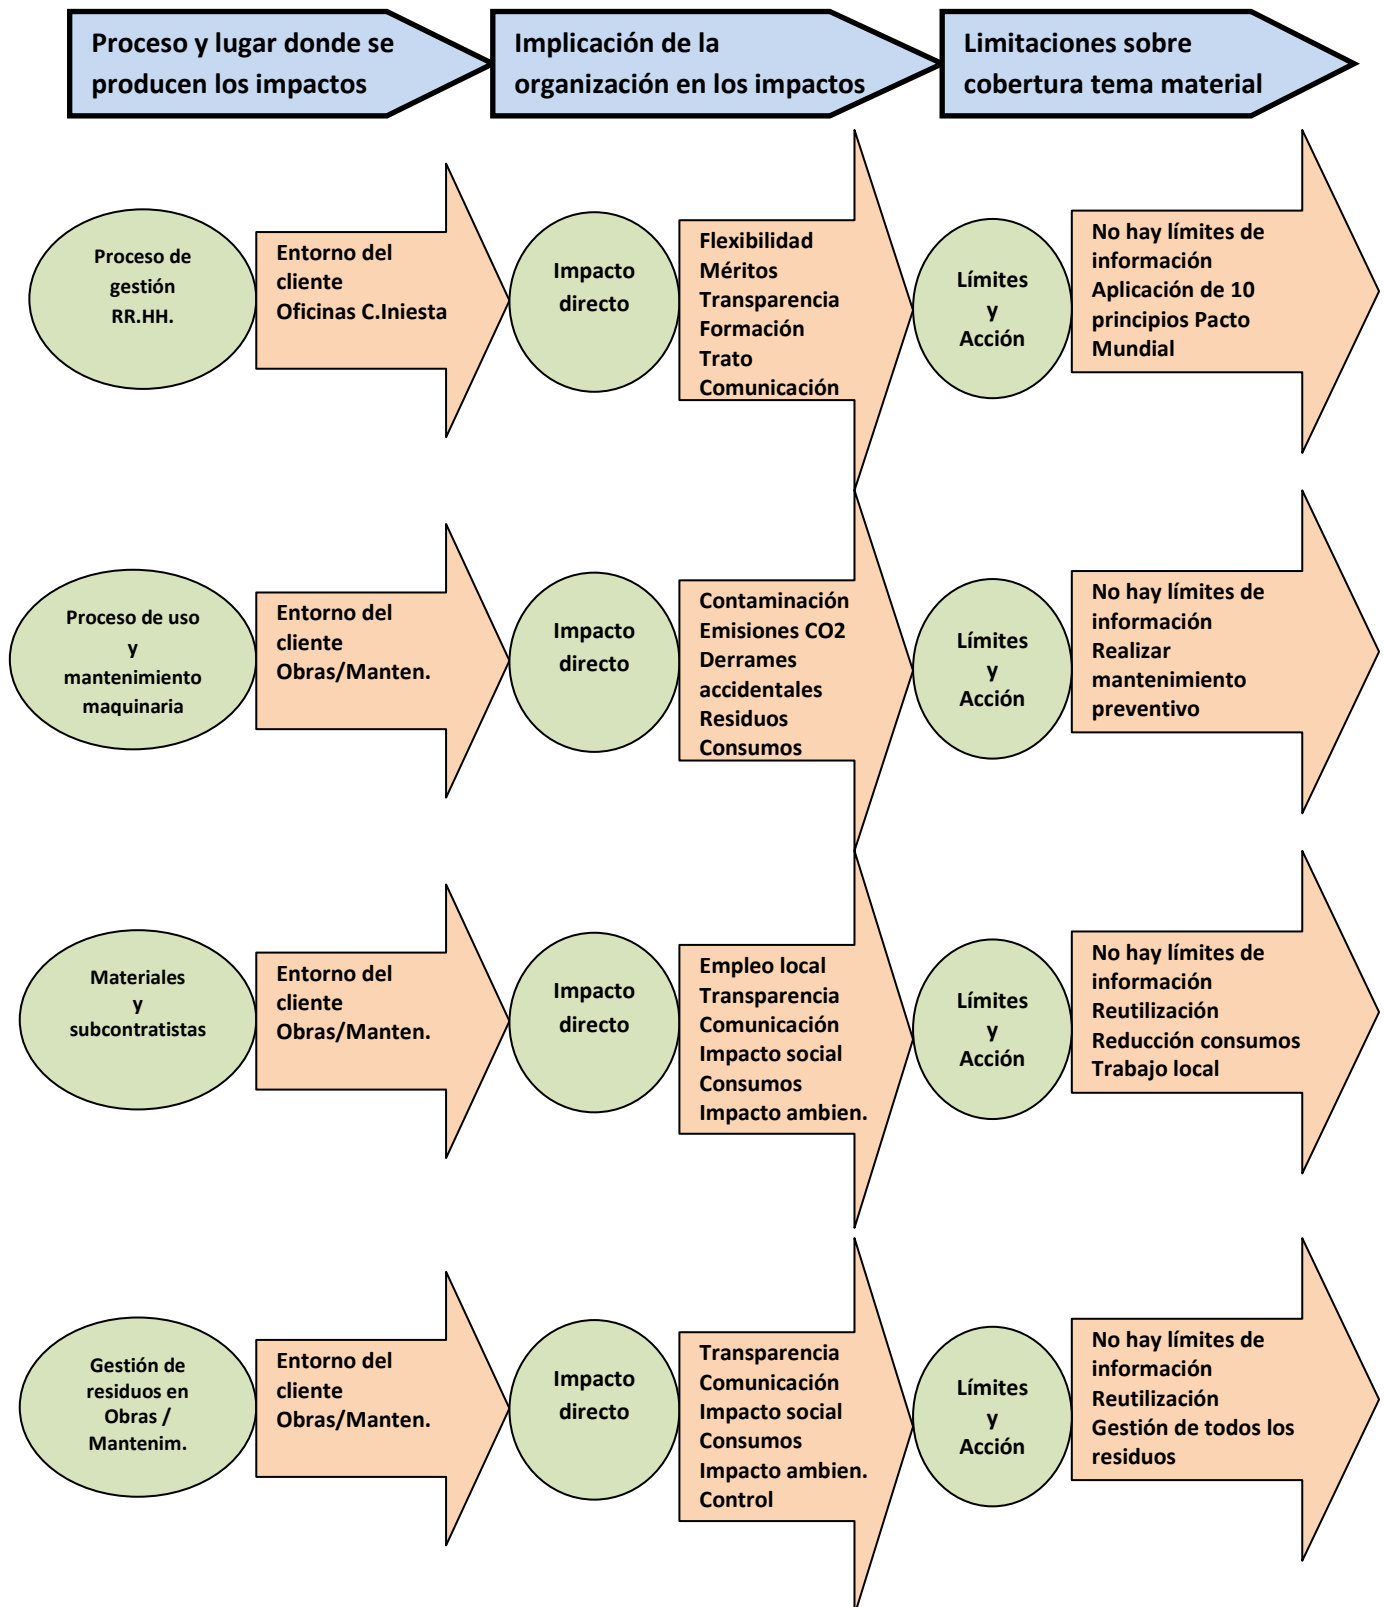 Proceso y lugar donde se
producen los impactos
Implicación de la
organización en los impactos
Limitaciones sobre
cobertura tema material
Proceso de
gestión
RR.HH.
Entorno del
cliente
Oficinas C.Iniesta
Impacto
directo
Flexibilidad
Méritos
Transparencia
Formación
Trato
Comunicación
Límites
y
Acción
No hay límites de
información
Aplicación de 10
principios Pacto
Mundial
Proceso de uso
y
mantenimiento
maquinaria
Entorno del
cliente
Obras/Manten.
Impacto
directo
Contaminación
Emisiones CO2
Derrames
accidentales
Residuos
Consumos
Límites
y
Acción
No hay límites de
información
Realizar
mantenimiento
preventivo
Materiales
y
subcontratistas
Entorno del
cliente
Obras/Manten.
Impacto
directo
Empleo local
Transparencia
Comunicación
Impacto social
Consumos
Impacto ambien.
Límites
y
Acción
No hay límites de
información
Reutilización
Reducción consumos
Trabajo local
Gestión de
residuos en
Obras /
Mantenim.
Entorno del
cliente
Obras/Manten.
Impacto
directo
Transparencia
Comunicación
Impacto social
Consumos
Impacto ambien.
Control
Límites
y
Acción
No hay límites de
información
Reutilización
Gestión de todos los
residuos